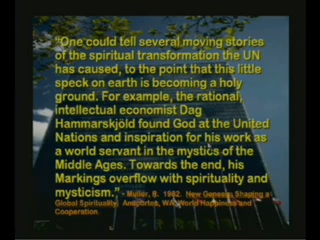 “One could tell several moving stories
of the spiritual transformation the UN
has caused, to the point that this little
speck on earth is becoming a holy
ground. For example, the rational,
intellectual economist Dag
Hammarskjöld found God at the United
Nations and inspiration for his work as
a world servant in the mystics of the
Middle Ages. Towards the end, his
Markings overflow with spirituality and
mysticism.” - Muller, R. 1982. New Genesis: Shaping a
Global Spirituality. Anacortes, WA: World Happiness and
Cooperation.